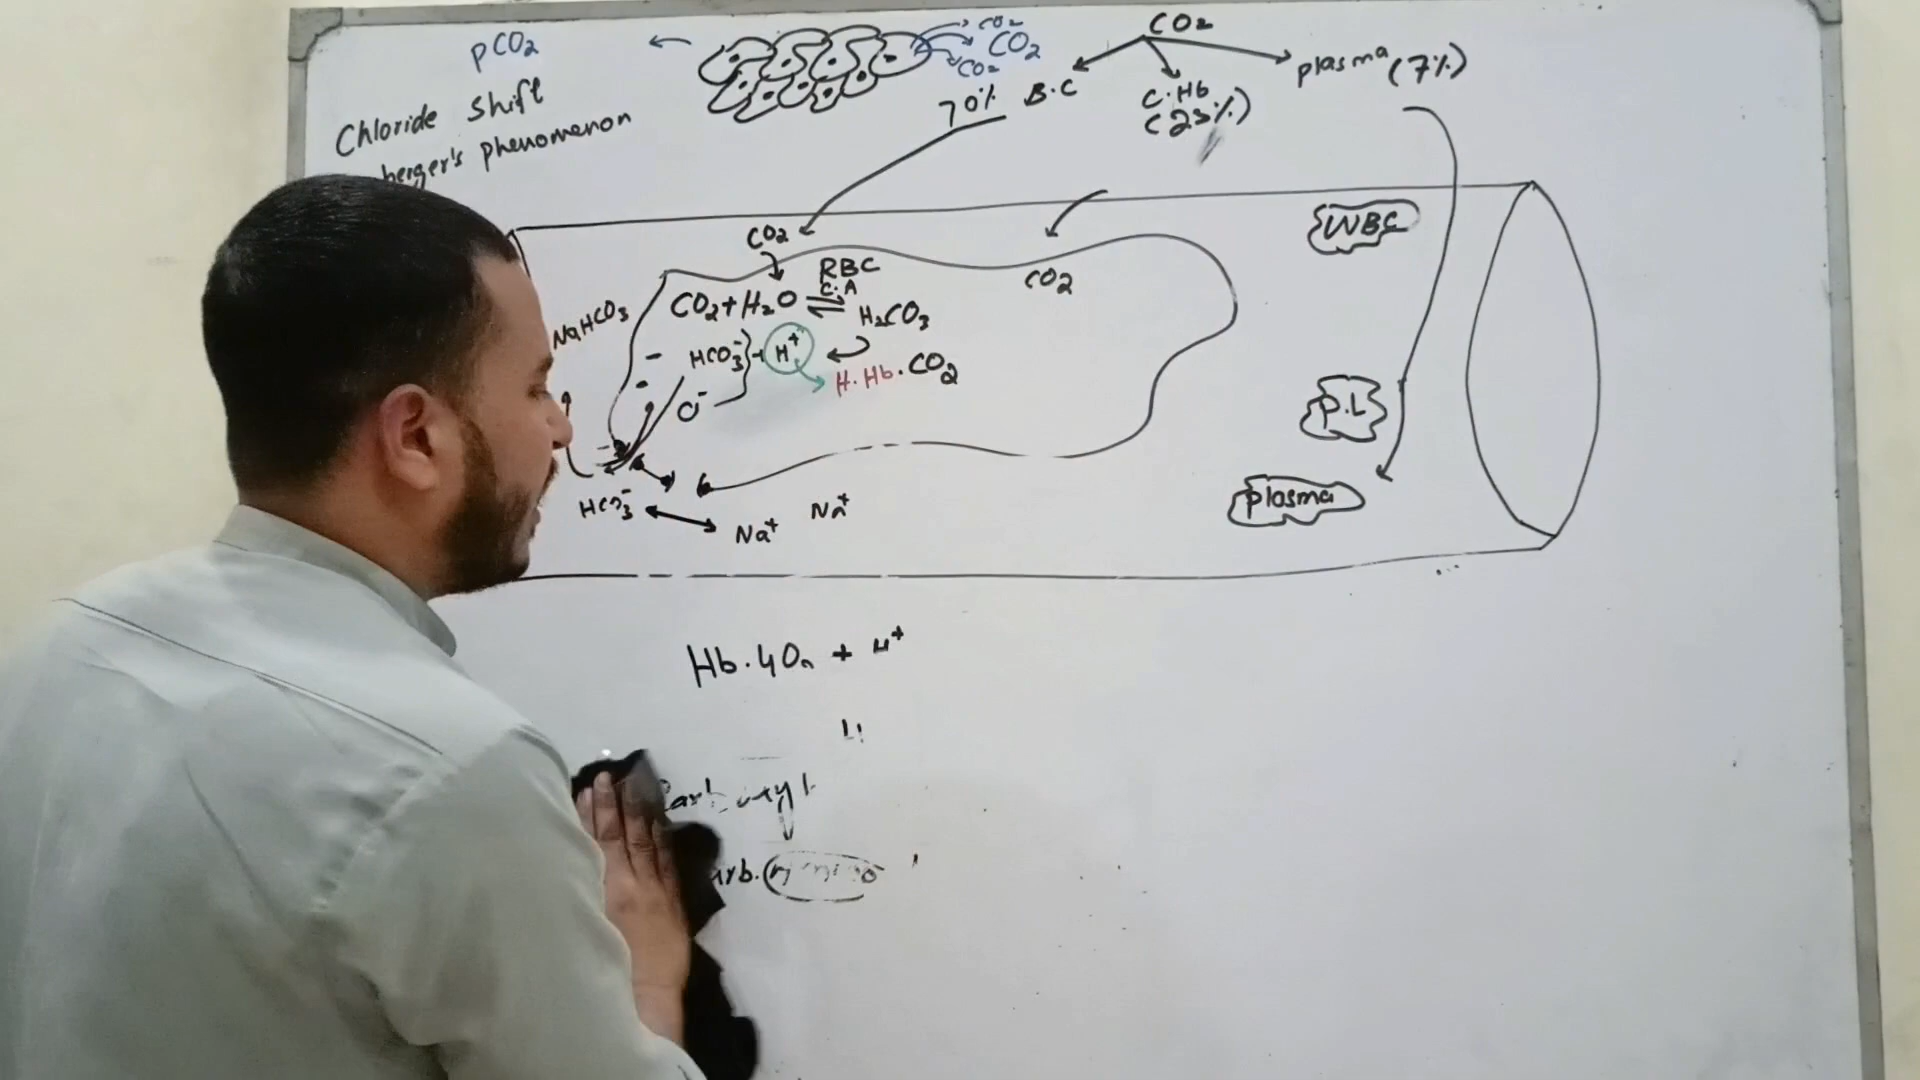 pCO2
Chloride Shift
berger's phenomenon
CO2
CO2
CO2
CO2
70% B.C
C.Hb
(23%)
plasma (7%)
WBC
CO2
RBC
C.A
CO2 + H2O ⇌ H2CO3
CO2
NaHCO3
HCO3- + H+
H.Hb.CO2
Cl-
P.L
plasma
HCO3-
Na+
Na+
Hb.4O2 + H+